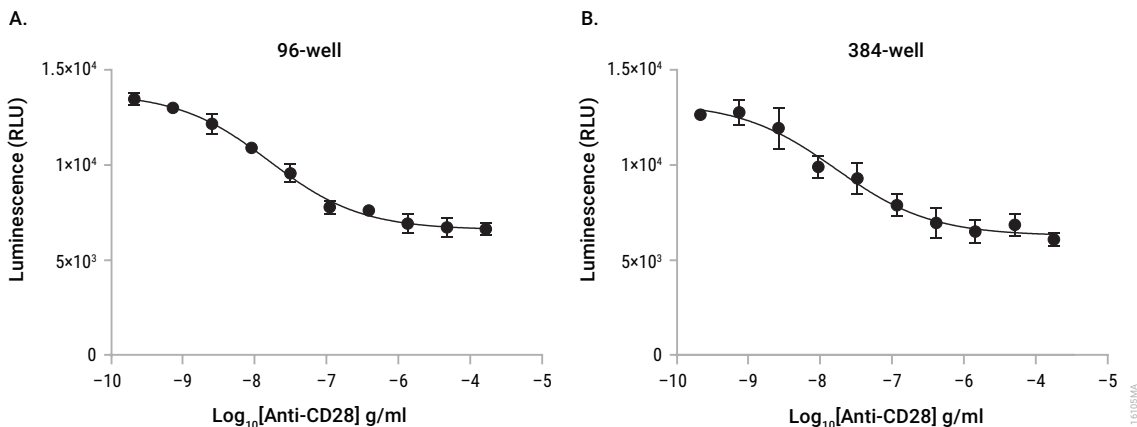 A.
96-well
1.5×10⁴
1×10⁴
5×10³
0
Luminescence (RLU)
−10 −9 −8 −7 −6 −4 −5
Log₁₀[Anti-CD28] g/ml
B.
384-well
1.5×10⁴
1×10⁴
5×10³
0
Luminescence (RLU)
−10 −9 −8 −7 −6 −4 −5
Log₁₀[Anti-CD28] g/ml
16105MA